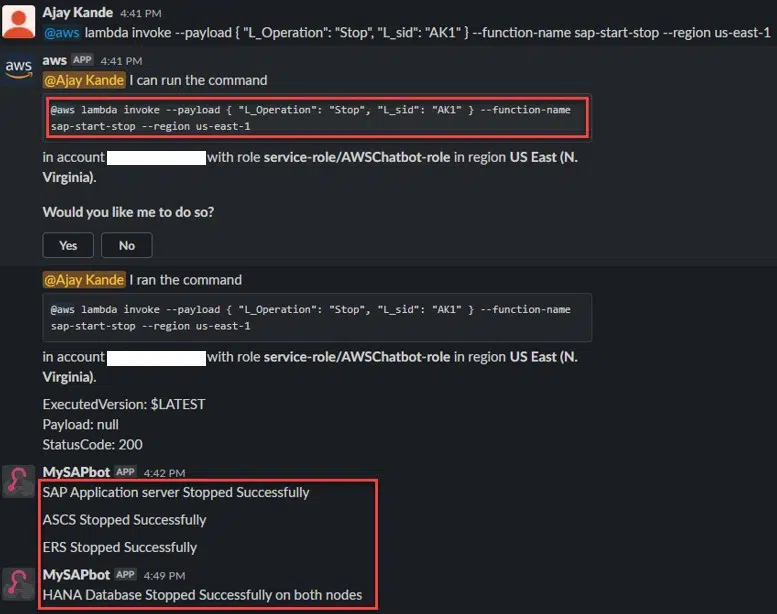 Ajay Kande 4:41 PM
@aws lambda invoke --payload { "L_Operation": "Stop", "L_sid": "AK1" } --function-name sap-start-stop --region us-east-1
aws
aws APP 4:41 PM
@Ajay Kande I can run the command
@aws lambda invoke --payload { "L_Operation": "Stop", "L_sid": "AK1" } --function-name
sap-start-stop --region us-east-1
in account with role service-role/AWSChatbot-role in region US East (N.
Virginia).
Would you like me to do so?
Yes No
@Ajay Kande I ran the command
@aws lambda invoke --payload { "L_Operation": "Stop", "L_sid": "AK1" } --function-name
sap-start-stop --region us-east-1
in account with role service-role/AWSChatbot-role in region US East (N.
Virginia).
ExecutedVersion: $LATEST
Payload: null
StatusCode: 200
MySAPbot APP 4:42 PM
SAP Application server Stopped Successfully
ASCS Stopped Successfully
ERS Stopped Successfully
MySAPbot APP 4:49 PM
HANA Database Stopped Successfully on both nodes